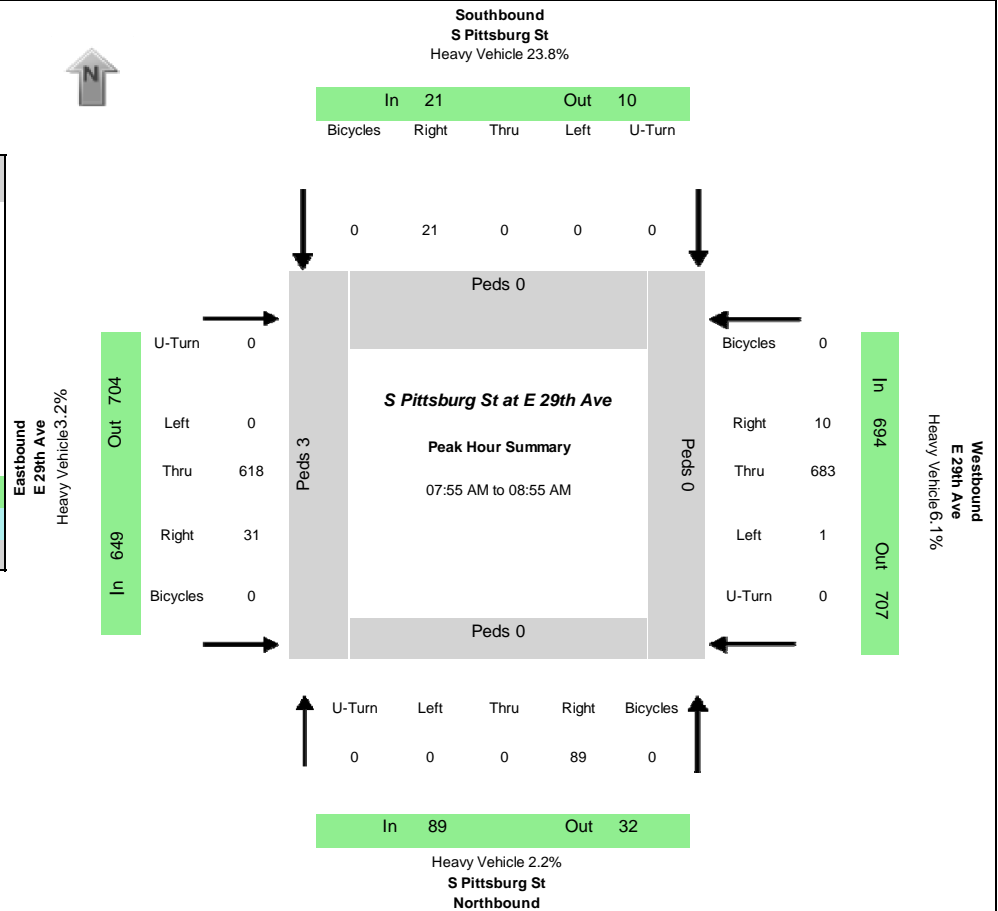 Southbound
S Pittsburg St
Heavy Vehicle 23.8%
N
In 21 Out 10
Bicycles Right Thru Left U-Turn
0 21 0 0 0
Peds 0
Eastbound
E 29th Ave
Heavy Vehicle3.2%
Out 704
In 649
U-Turn 0
Left 0
Thru 618
Right 31
Bicycles 0
Peds 3
S Pittsburg St at E 29th Ave
Peak Hour Summary
07:55 AM to 08:55 AM
Peds 0
Bicycles 0
Right 10
Thru 683
Left 1
U-Turn 0
In 694
Out 707
Westbound
E 29th Ave
Heavy Vehicle6.1%
Peds 0
U-Turn Left Thru Right Bicycles
0 0 0 89 0
In 89 Out 32
Heavy Vehicle 2.2%
S Pittsburg St
Northbound